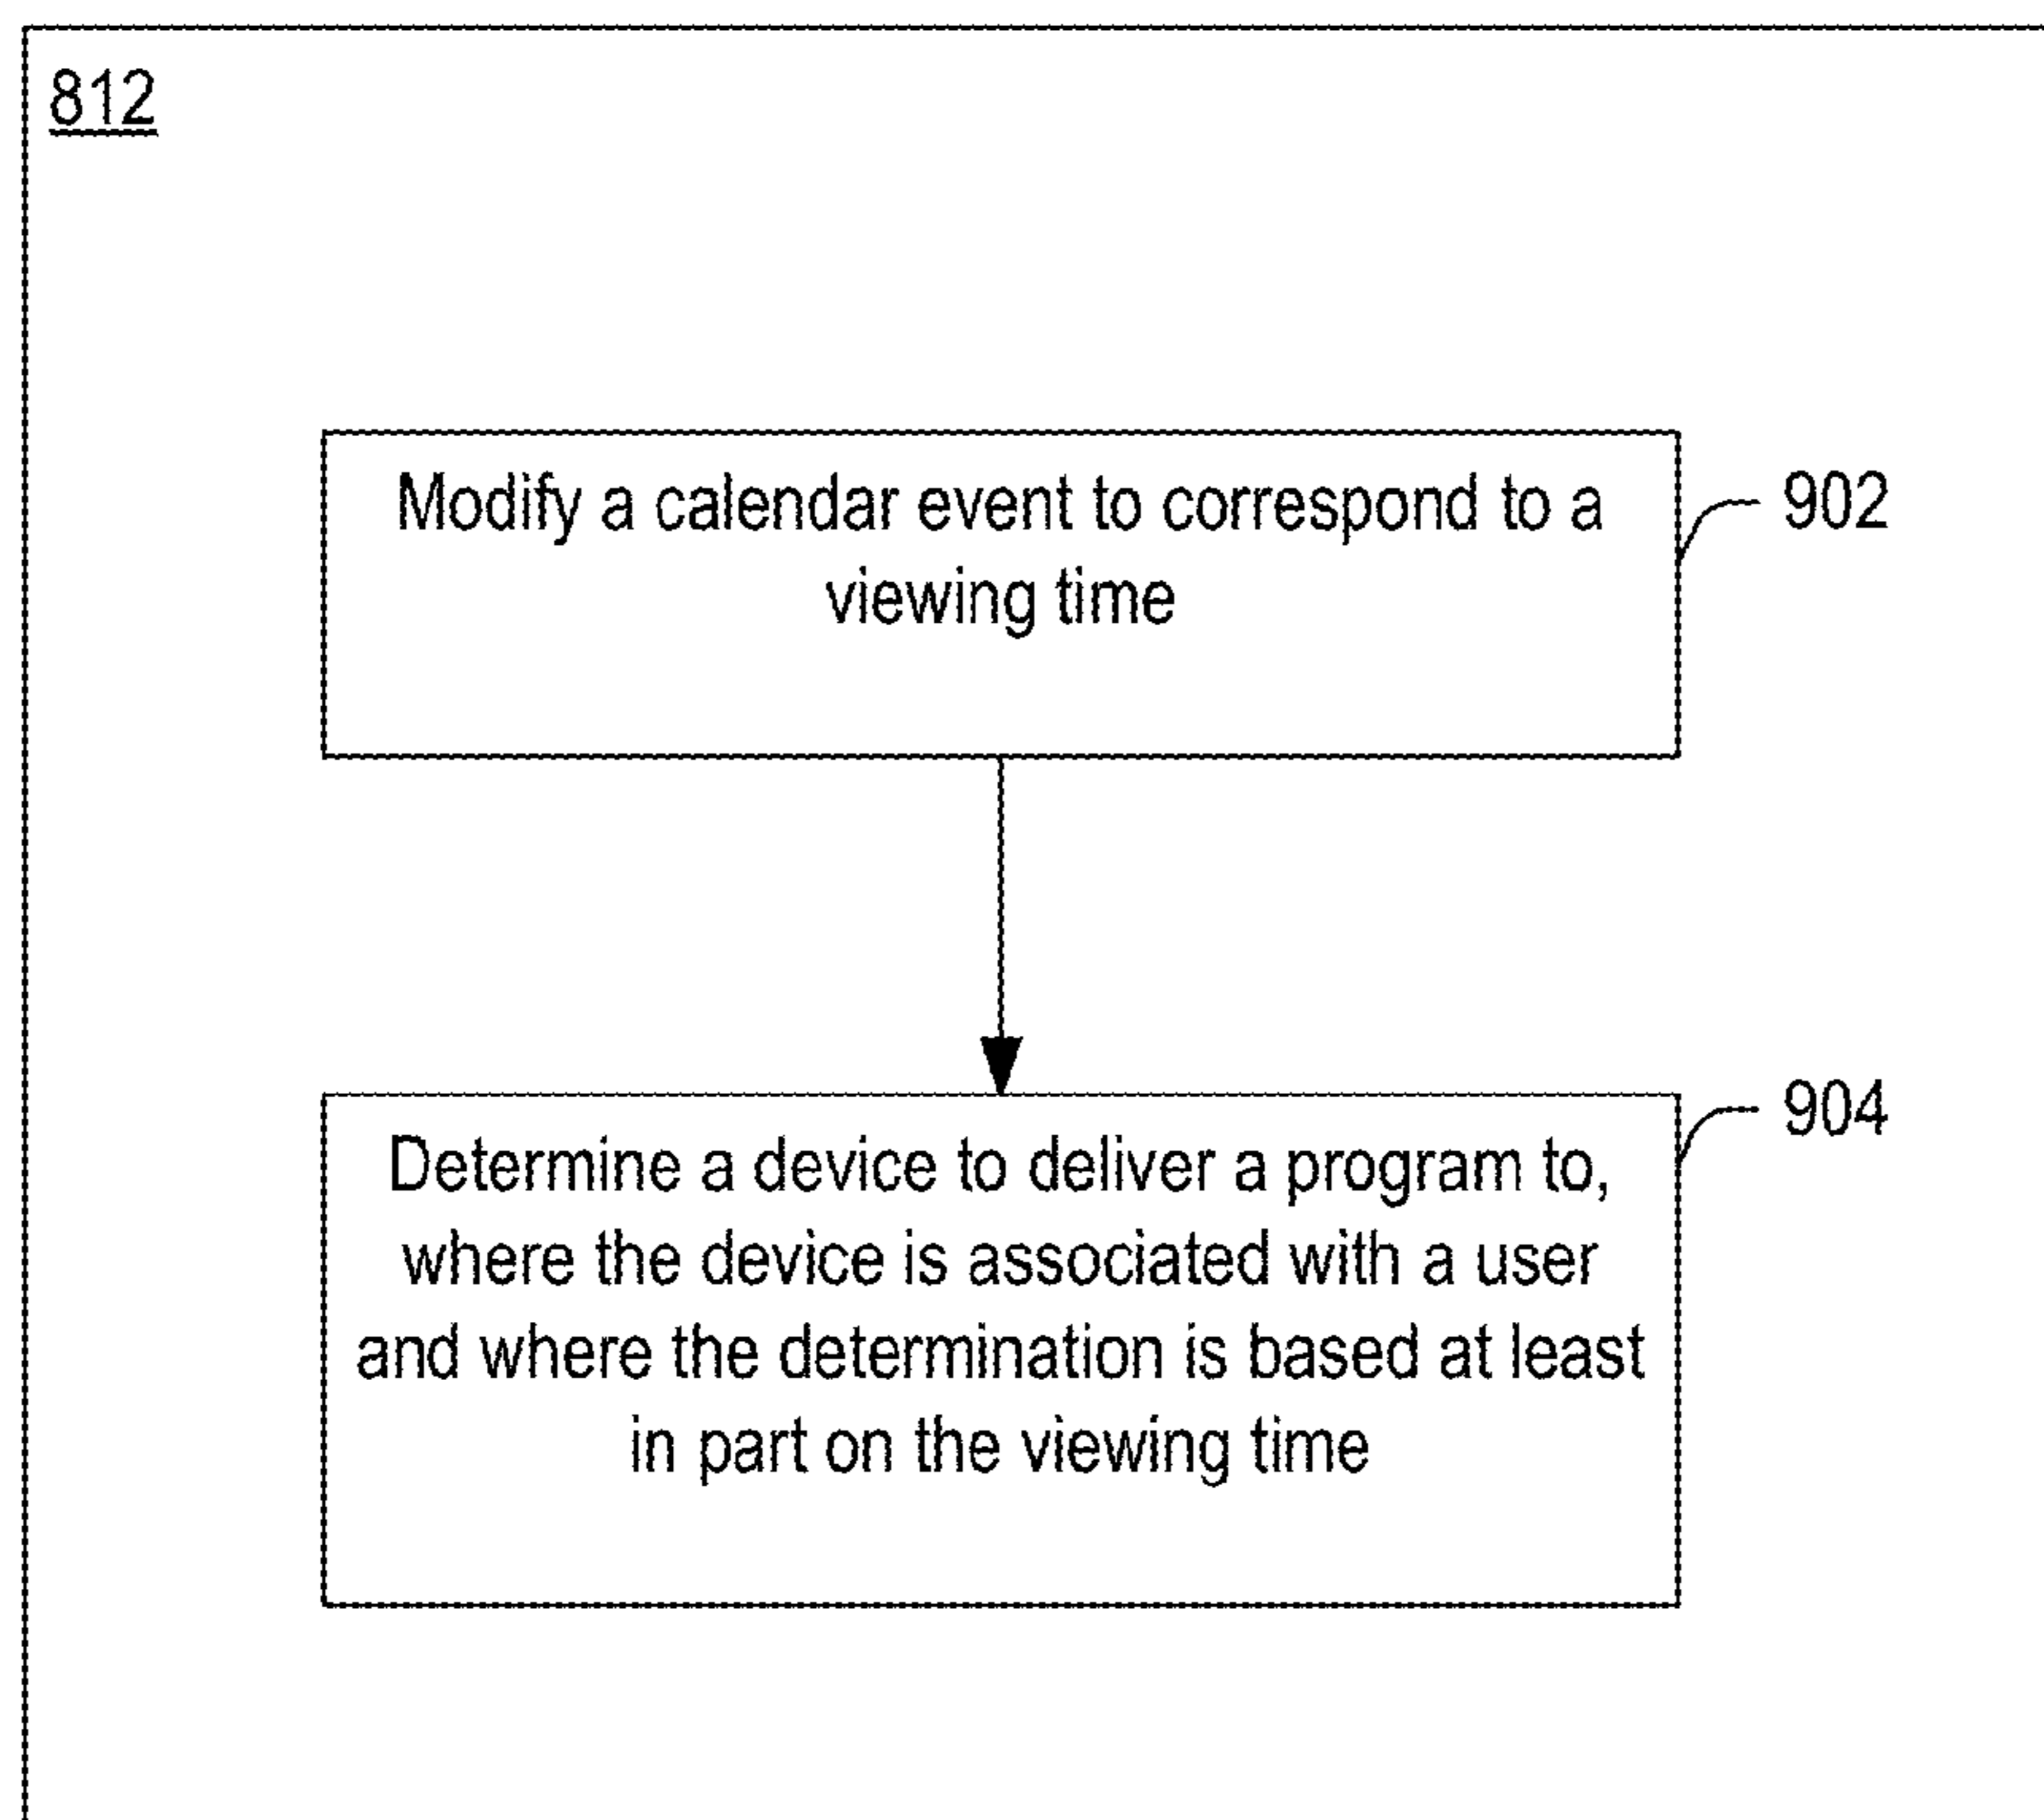 812
Modify a calendar event to correspond to a
viewing time
902
Determine a device to deliver a program to,
where the device is associated with a user
and where the determination is based at least
in part on the viewing time
904